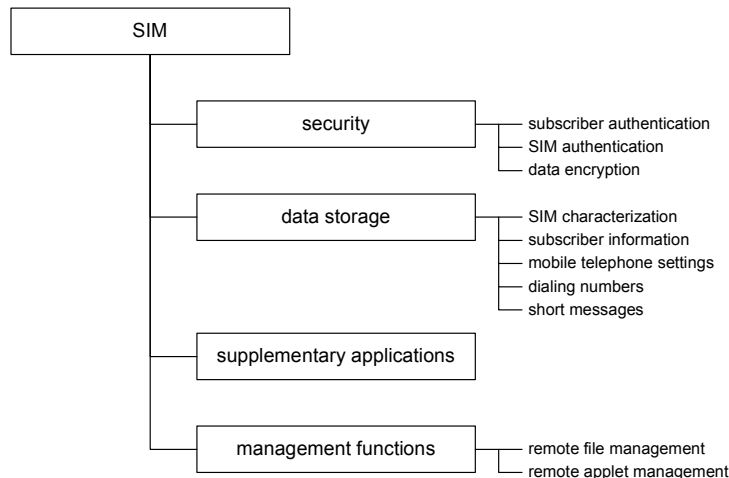 SIM
security
subscriber authentication
SIM authentication
data encryption
data storage
SIM characterization
subscriber information
mobile telephone settings
dialing numbers
short messages
supplementary applications
management functions
remote file management
remote applet management